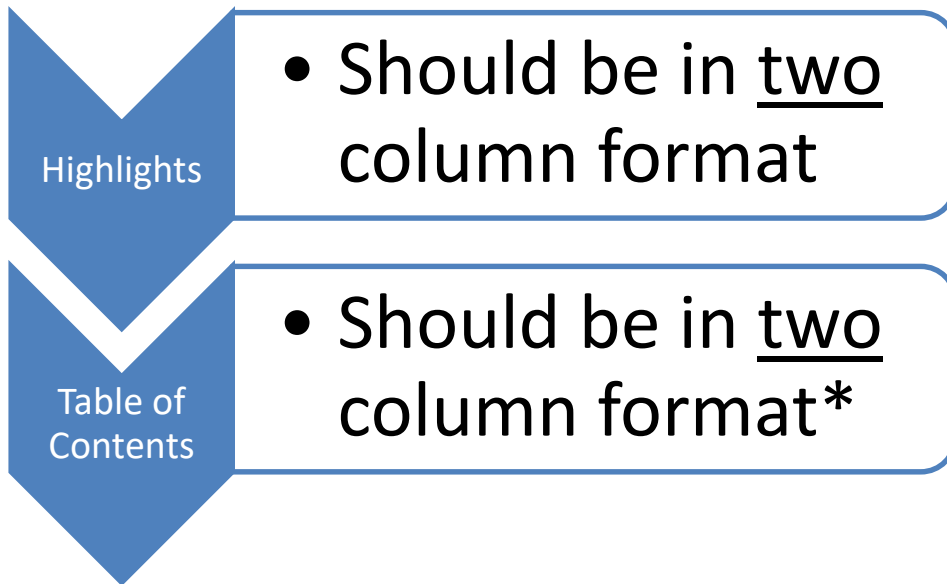 Highlights
• Should be in two
column format
Table of
Contents
• Should be in two
column format*